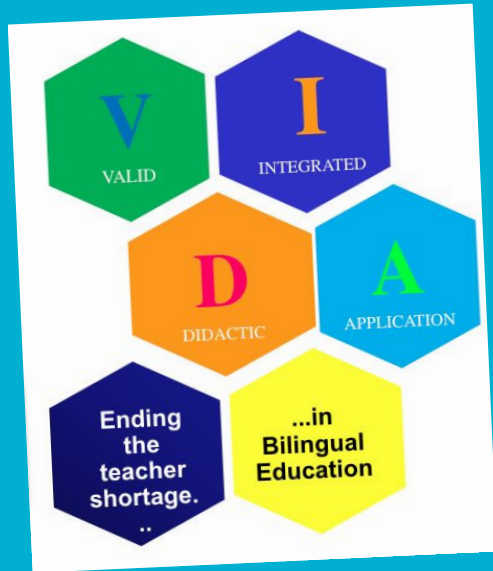 V
VALID
I
INTEGRATED
D
DIDACTIC
A
APPLICATION
Ending
the
teacher
shortage.
..
...in
Bilingual
Education